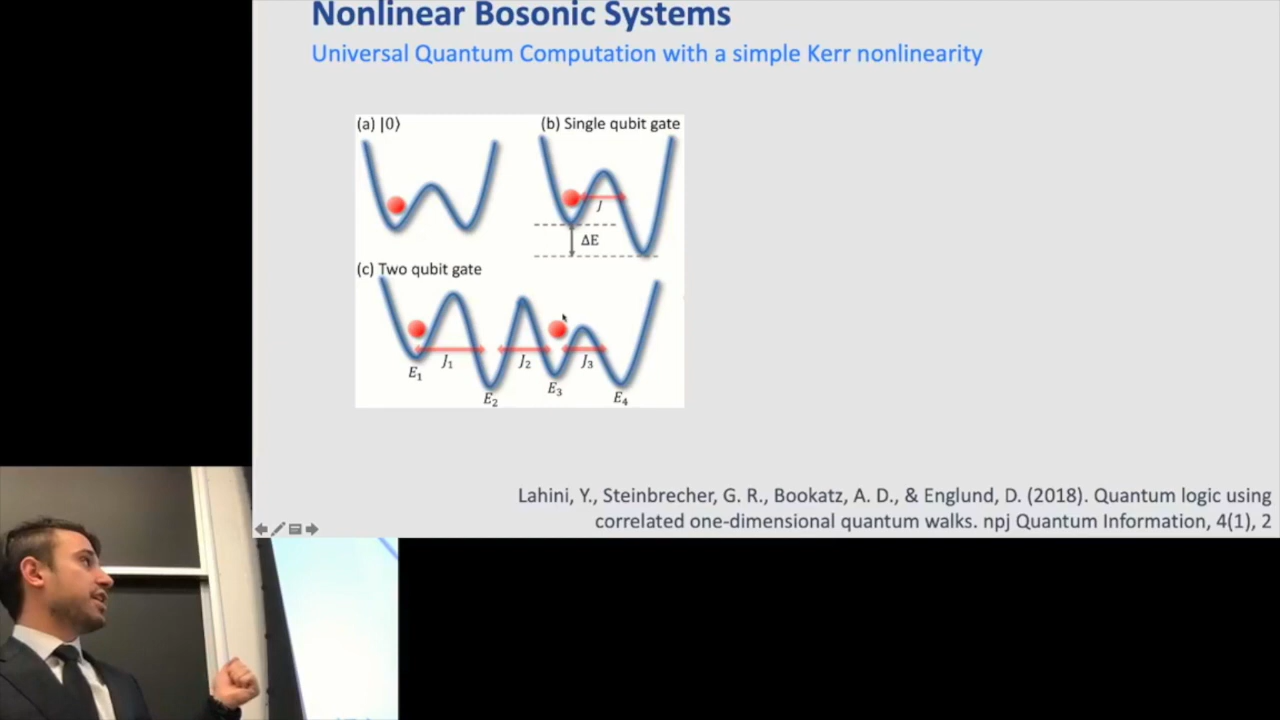 Nonlinear Bosonic Systems
Universal Quantum Computation with a simple Kerr nonlinearity
(a) |0⟩
(b) Single qubit gate
J
ΔE
(c) Two qubit gate
J₁
J₂
J₃
E₁
E₂
E₃
E₄
Lahini, Y., Steinbrecher, G. R., Bookatz, A. D., & Englund, D. (2018). Quantum logic using
correlated one-dimensional quantum walks. npj Quantum Information, 4(1), 2